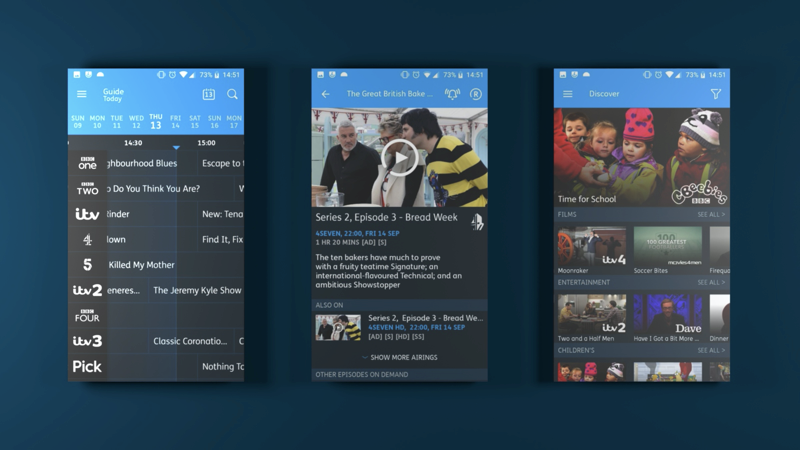 73% 14:51
Guide
Today
13
SUN MON TUE WED THU FRI SAT SUN MON
09 10 11 12 13 14 15 16 17
14:30 15:00
BBC one ghbourhood Blues Escape to t
BBC TWO o Do You Think You Are? W
itv Rinder New: Tena
4 down Find It, Fix
5 Killed My Mother
itv2 eneres... The Jeremy Kyle Show
BBC FOUR
itv3 Classic Coronatio... C
Pick Nothing To
73% 14:51
The Great British Bake ...
R
Series 2, Episode 3 - Bread Week
4SEVEN, 22:00, FRI 14 SEP
1 HR 20 MINS [AD] [S]
The ten bakers have much to prove
with a fruity teatime Signature; an
international-flavoured Technical; and an
ambitious Showstopper
ALSO ON
Series 2, Episode 3 - Bread We...
4SEVEN HD, 22:00, FRI 14 SEP
[AD] [S] [HD] [SS]
SHOW MORE AIRINGS
OTHER EPISODES ON DEMAND
73% 14:51
Discover
Time for School
CBeebies
BBC
FILMS SEE ALL >
itv4
100 GREATEST
movies4men
Moonraker Soccer Bites Firequa
ENTERTAINMENT SEE ALL >
itv2 Dave
Two and a Half Men Have I Got a Bit More ... Dinner
CHILDREN'S SEE ALL >